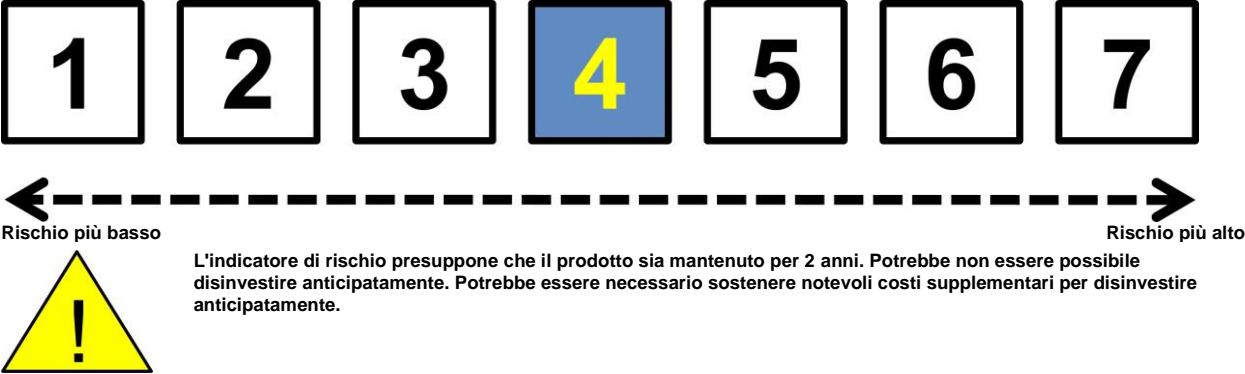 1 2 3 4 5 6 7
Rischio più basso Rischio più alto
L'indicatore di rischio presuppone che il prodotto sia mantenuto per 2 anni. Potrebbe non essere possibile
disinvestire anticipatamente. Potrebbe essere necessario sostenere notevoli costi supplementari per disinvestire
anticipatamente.
!